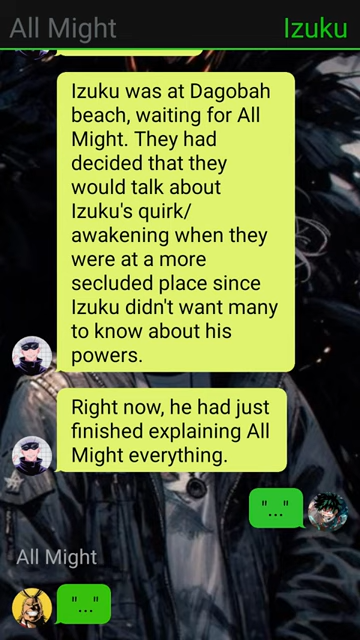 All Might Izuku
Izuku was at Dagobah
beach, waiting for All
Might. They had
decided that they
would talk about
Izuku's quirk/
awakening when they
were at a more
secluded place since
Izuku didn't want many
to know about his
powers.
Right now, he had just
finished explaining All
Might everything.
"..."
All Might
"..."